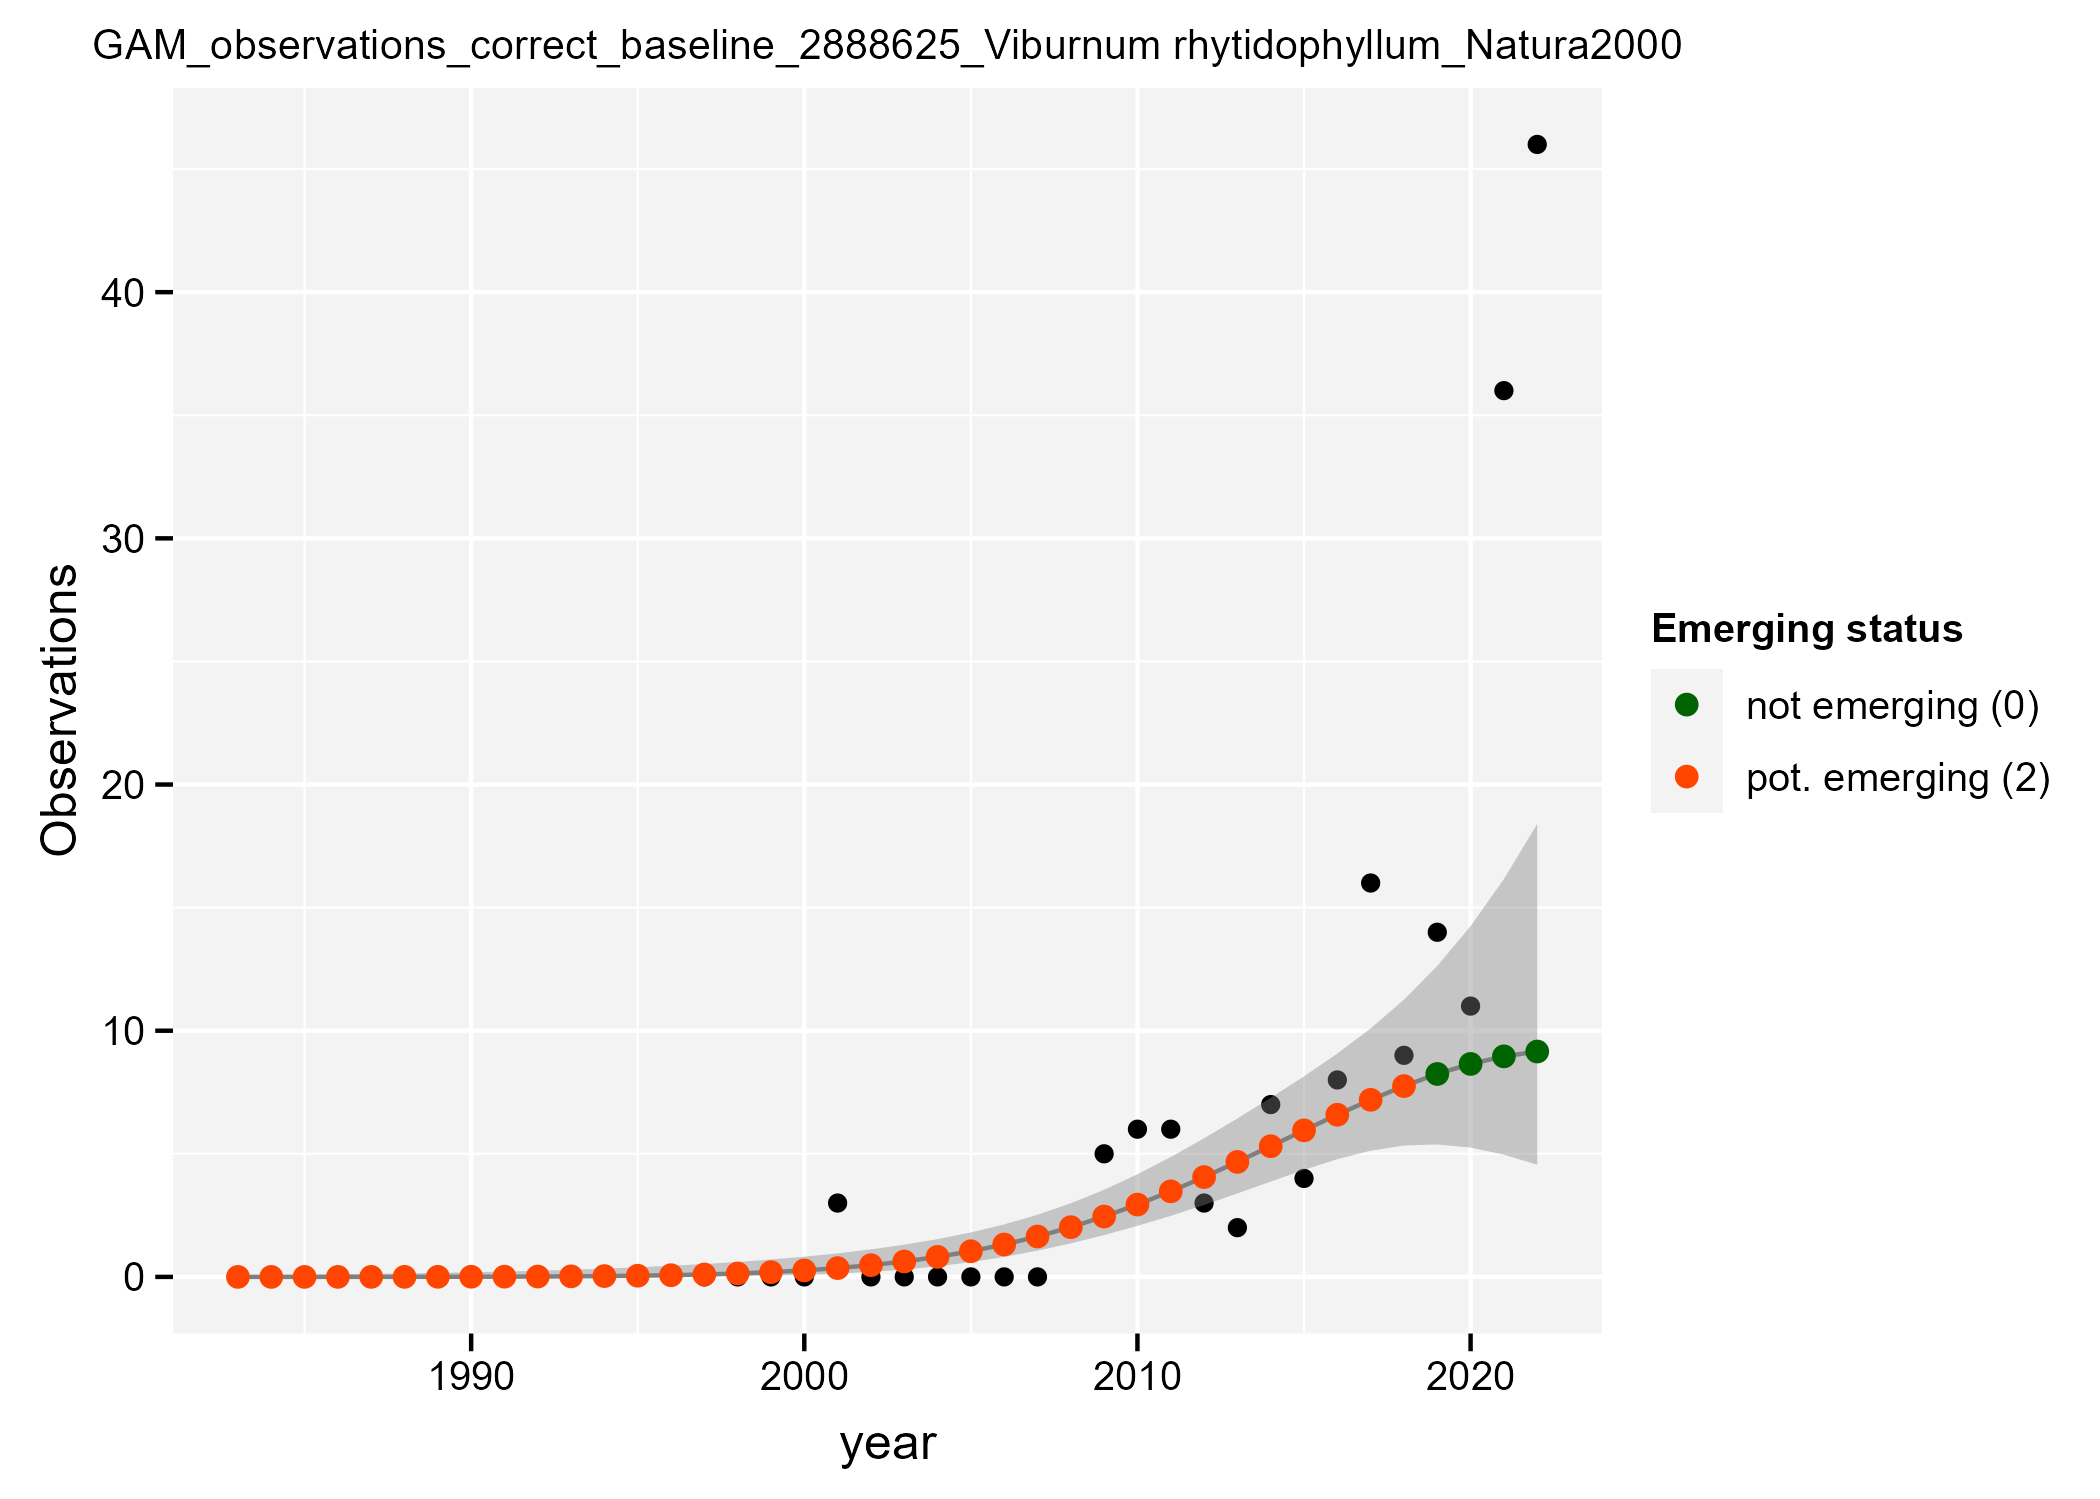 GAM_observations_correct_baseline_2888625_Viburnum rhytidophyllum_Natura2000
Observations
40
30
20
10
0
1990
2000
2010
2020
year
Emerging status
not emerging (0)
pot. emerging (2)